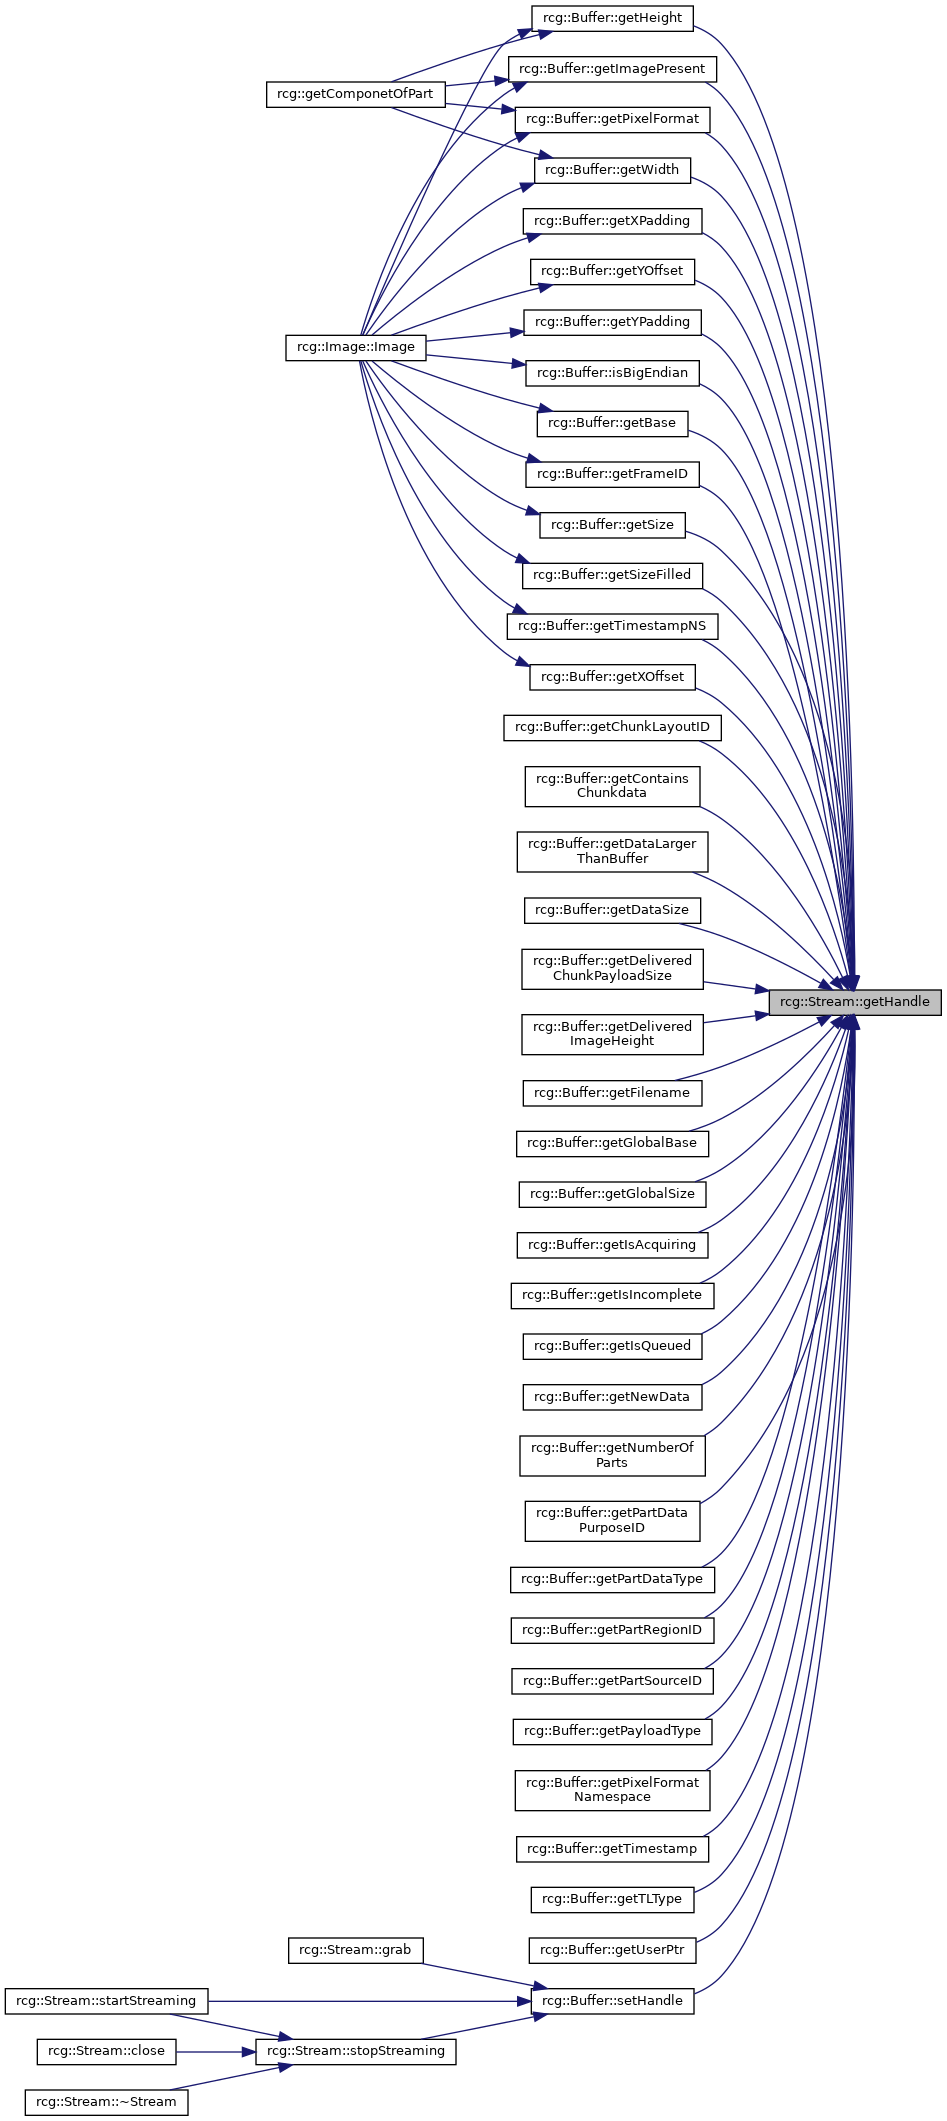 rcg::Buffer::getHeight
rcg::Buffer::getImagePresent
rcg::getComponetOfPart
rcg::Buffer::getPixelFormat
rcg::Buffer::getWidth
rcg::Buffer::getXPadding
rcg::Buffer::getYOffset
rcg::Buffer::getYPadding
rcg::Image::Image
rcg::Buffer::isBigEndian
rcg::Buffer::getBase
rcg::Buffer::getFrameID
rcg::Buffer::getSize
rcg::Buffer::getSizeFilled
rcg::Buffer::getTimestampNS
rcg::Buffer::getXOffset
rcg::Buffer::getChunkLayoutID
rcg::Buffer::getContains
Chunkdata
rcg::Buffer::getDataLarger
ThanBuffer
rcg::Buffer::getDataSize
rcg::Buffer::getDelivered
ChunkPayloadSize
rcg::Stream::getHandle
rcg::Buffer::getDelivered
ImageHeight
rcg::Buffer::getFilename
rcg::Buffer::getGlobalBase
rcg::Buffer::getGlobalSize
rcg::Buffer::getIsAcquiring
rcg::Buffer::getIsIncomplete
rcg::Buffer::getIsQueued
rcg::Buffer::getNewData
rcg::Buffer::getNumberOf
Parts
rcg::Buffer::getPartData
PurposeID
rcg::Buffer::getPartDataType
rcg::Buffer::getPartRegionID
rcg::Buffer::getPartSourceID
rcg::Buffer::getPayloadType
rcg::Buffer::getPixelFormat
Namespace
rcg::Buffer::getTimestamp
rcg::Buffer::getTLType
rcg::Buffer::getUserPtr
rcg::Stream::grab
rcg::Buffer::setHandle
rcg::Stream::startStreaming
rcg::Stream::stopStreaming
rcg::Stream::close
rcg::Stream::~Stream